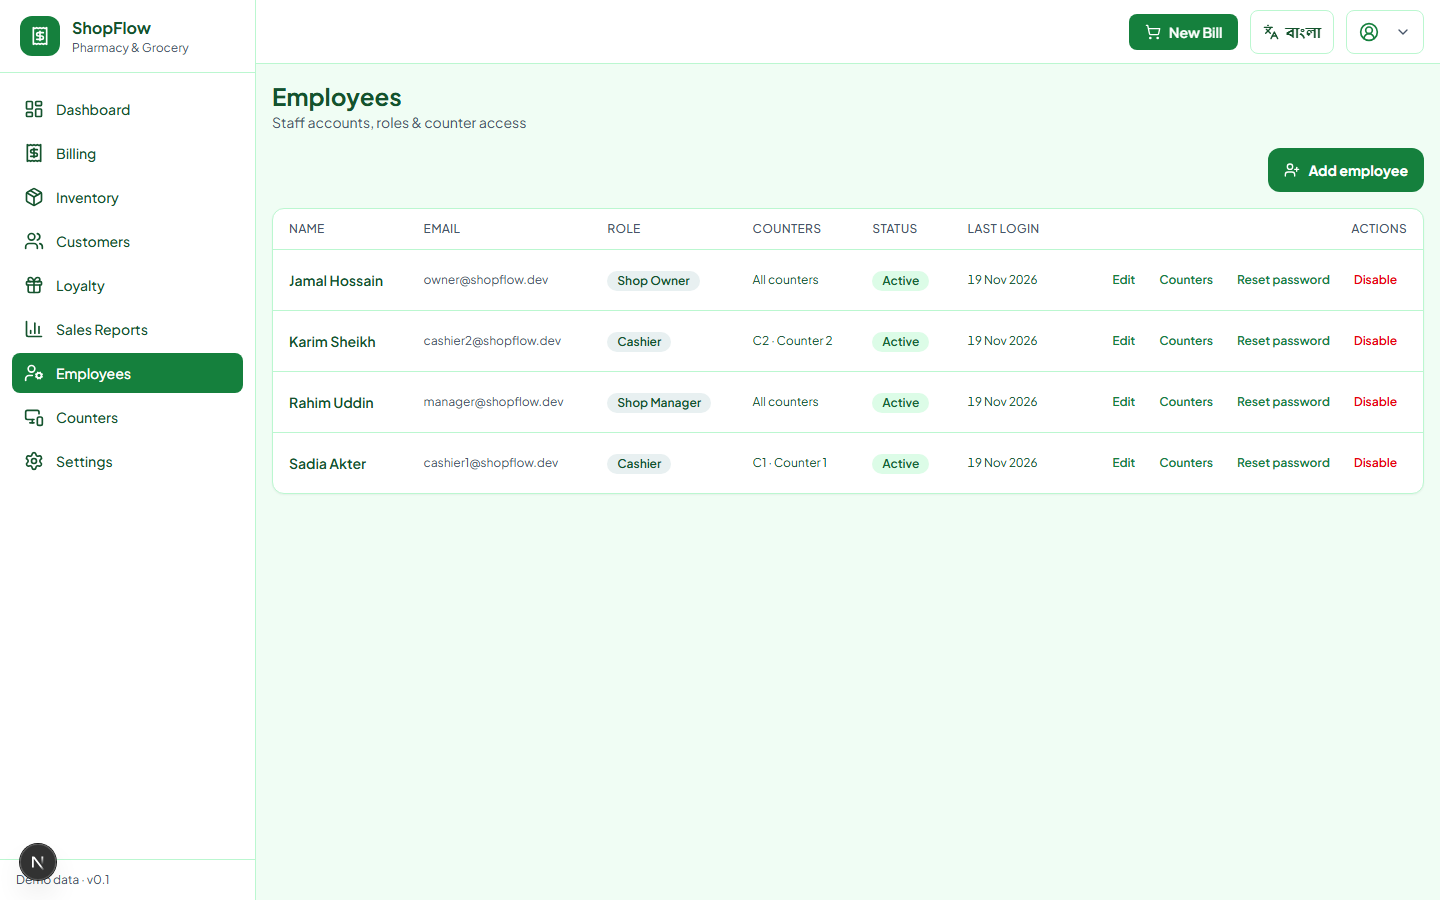 ShopFlow
Pharmacy & Grocery
New Bill
বাংলা
Dashboard
Billing
Inventory
Customers
Loyalty
Sales Reports
Employees
Counters
Settings
Demo data · v0.1
N
Employees
Staff accounts, roles & counter access
Add employee
NAME EMAIL ROLE COUNTERS STATUS LAST LOGIN ACTIONS
Jamal Hossain owner@shopflow.dev Shop Owner All counters Active 19 Nov 2026 Edit Counters Reset password Disable
Karim Sheikh cashier2@shopflow.dev Cashier C2 · Counter 2 Active 19 Nov 2026 Edit Counters Reset password Disable
Rahim Uddin manager@shopflow.dev Shop Manager All counters Active 19 Nov 2026 Edit Counters Reset password Disable
Sadia Akter cashier1@shopflow.dev Cashier C1 · Counter 1 Active 19 Nov 2026 Edit Counters Reset password Disable